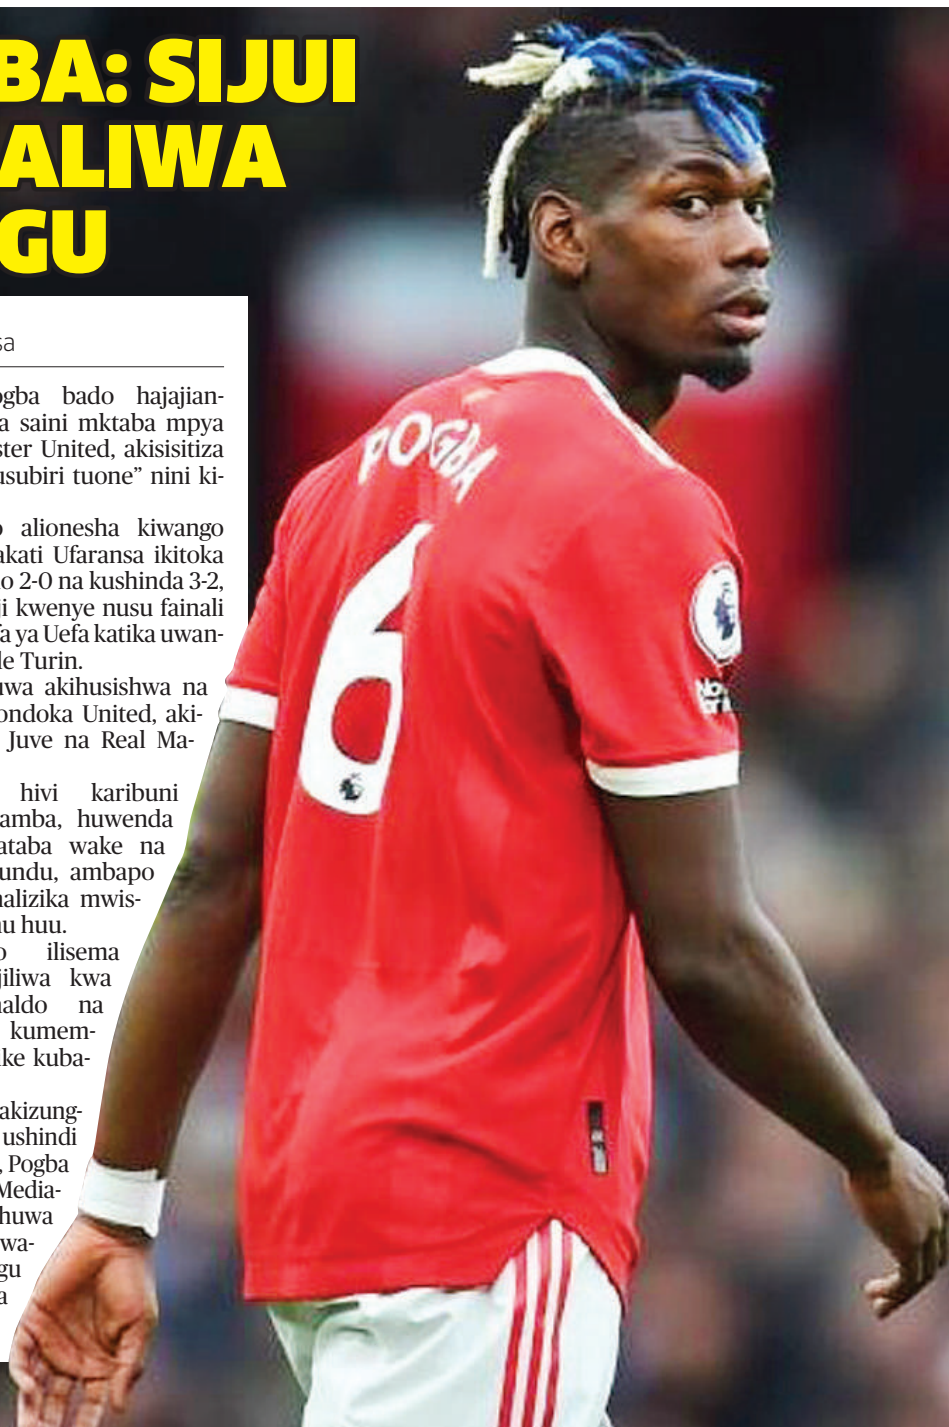 BA: SIJUI
ALIWA
GU
sa
ogba bado hajajian-
a saini mktaba mpya
ster United, akisisitiza
usubiri tuone” nini ki-
o alionesha kiwango
akati Ufaransa ikitoka
o 2-0 na kushinda 3-2,
ji kwenye nusu fainali
fa ya Uefa katika uwan-
le Turin.
uwa akihusishwa na
ondoka United, aki-
Juve na Real Ma-
hivi karibuni
amba, huwenda
ataba wake na
undu, ambapo
malizika mwis-
u huu.
o ilisema
jiliwa kwa
naldo na
kumem-
ke kuba-
akizung-
ushindi
, Pogba
Media-
huwa
wa-
gu
a
POGBA
6